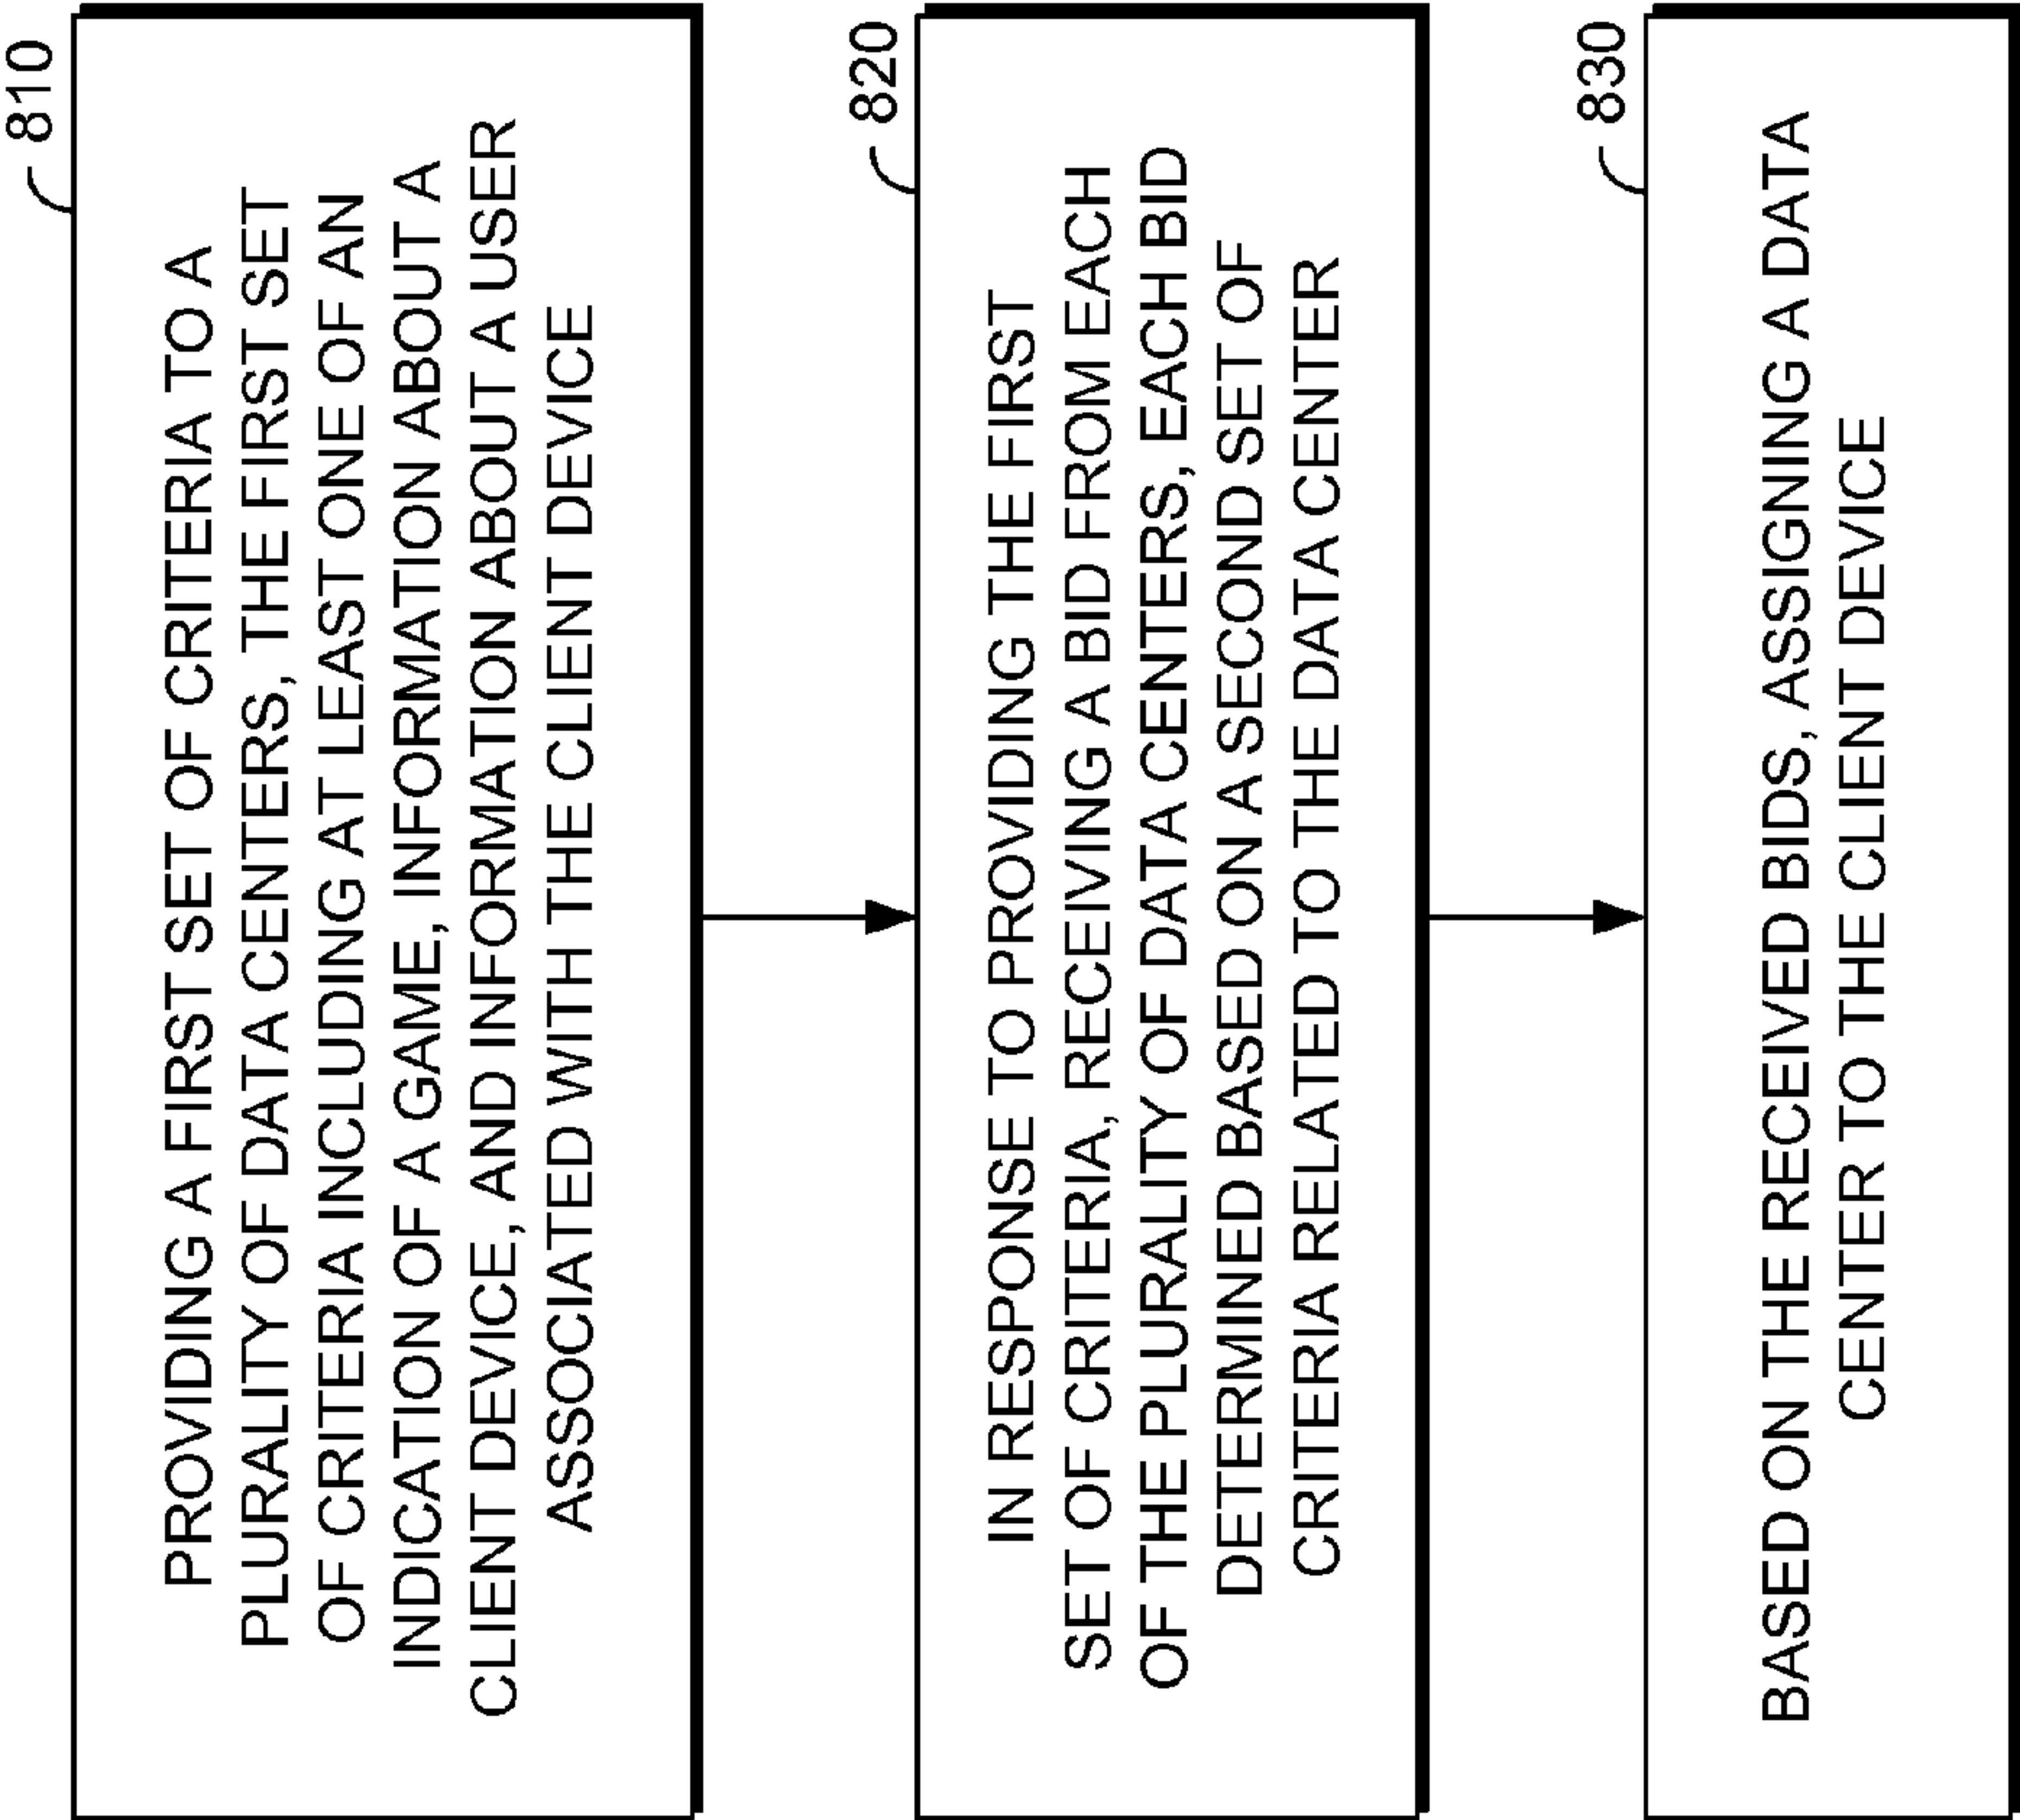 810
PROVIDING A FIRST SET OF CRITERIA TO A
PLURALITY OF DATA CENTERS, THE FIRST SET
OF CRITERIA INCLUDING AT LEAST ONE OF AN
INDICATION OF A GAME, INFORMATION ABOUT A
CLIENT DEVICE, AND INFORMATION ABOUT A USER
ASSOCIATED WITH THE CLIENT DEVICE
820
IN RESPONSE TO PROVIDING THE FIRST
SET OF CRITERIA, RECEIVING A BID FROM EACH
OF THE PLURALITY OF DATA CENTERS, EACH BID
DETERMINED BASED ON A SECOND SET OF
CRITERIA RELATED TO THE DATA CENTER
830
BASED ON THE RECEIVED BIDS, ASSIGNING A DATA
CENTER TO THE CLIENT DEVICE